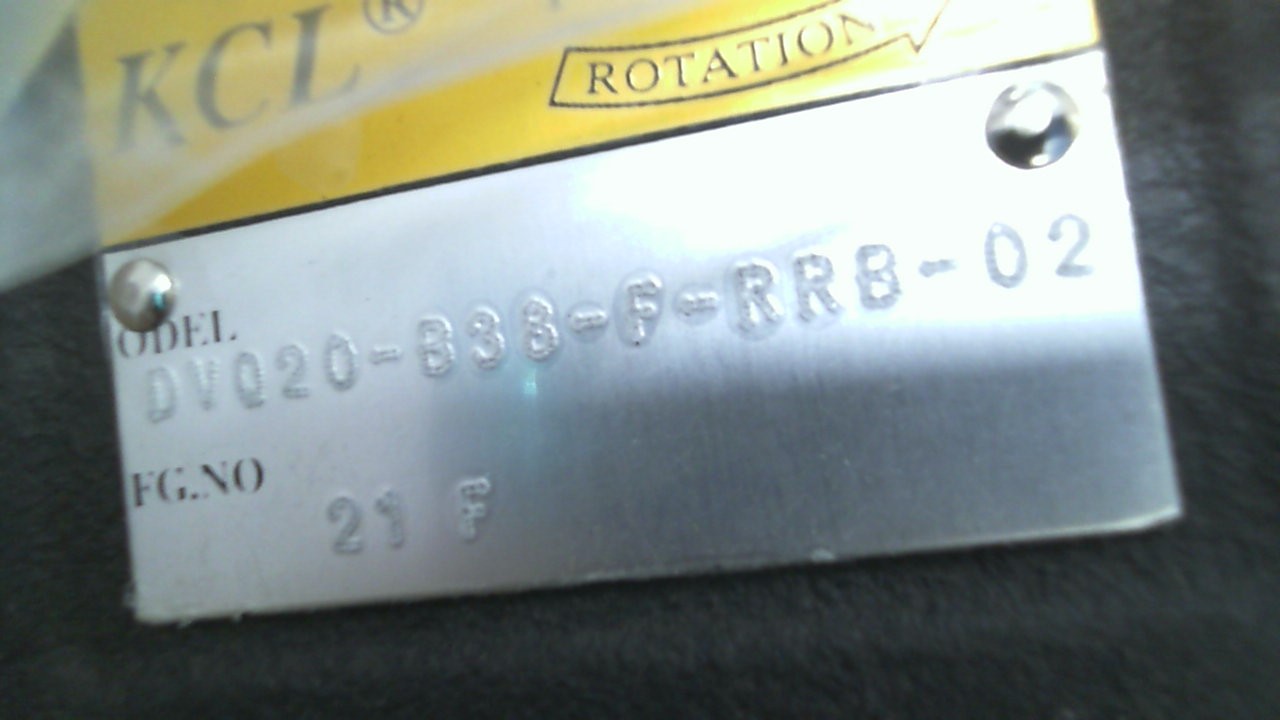 KCL®
ROTATION
ODEL
DVQ20-B38-F-RRB-02
FG.NO
21 F